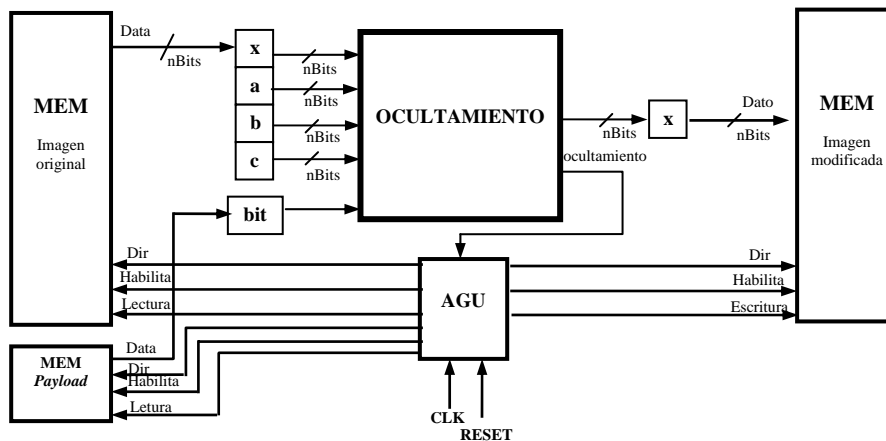 Data
nBits
MEM
Imagen
original
x
a
b
c
nBits
nBits
nBits
nBits
bit
OCULTAMIENTO
nBits
ocultamiento
x
Dato
nBits
MEM
Imagen
modificada
Dir
Habilita
Lectura
AGU
Dir
Habilita
Escritura
MEM
Payload
Data
Dir
Habilita
Letura
CLK
RESET